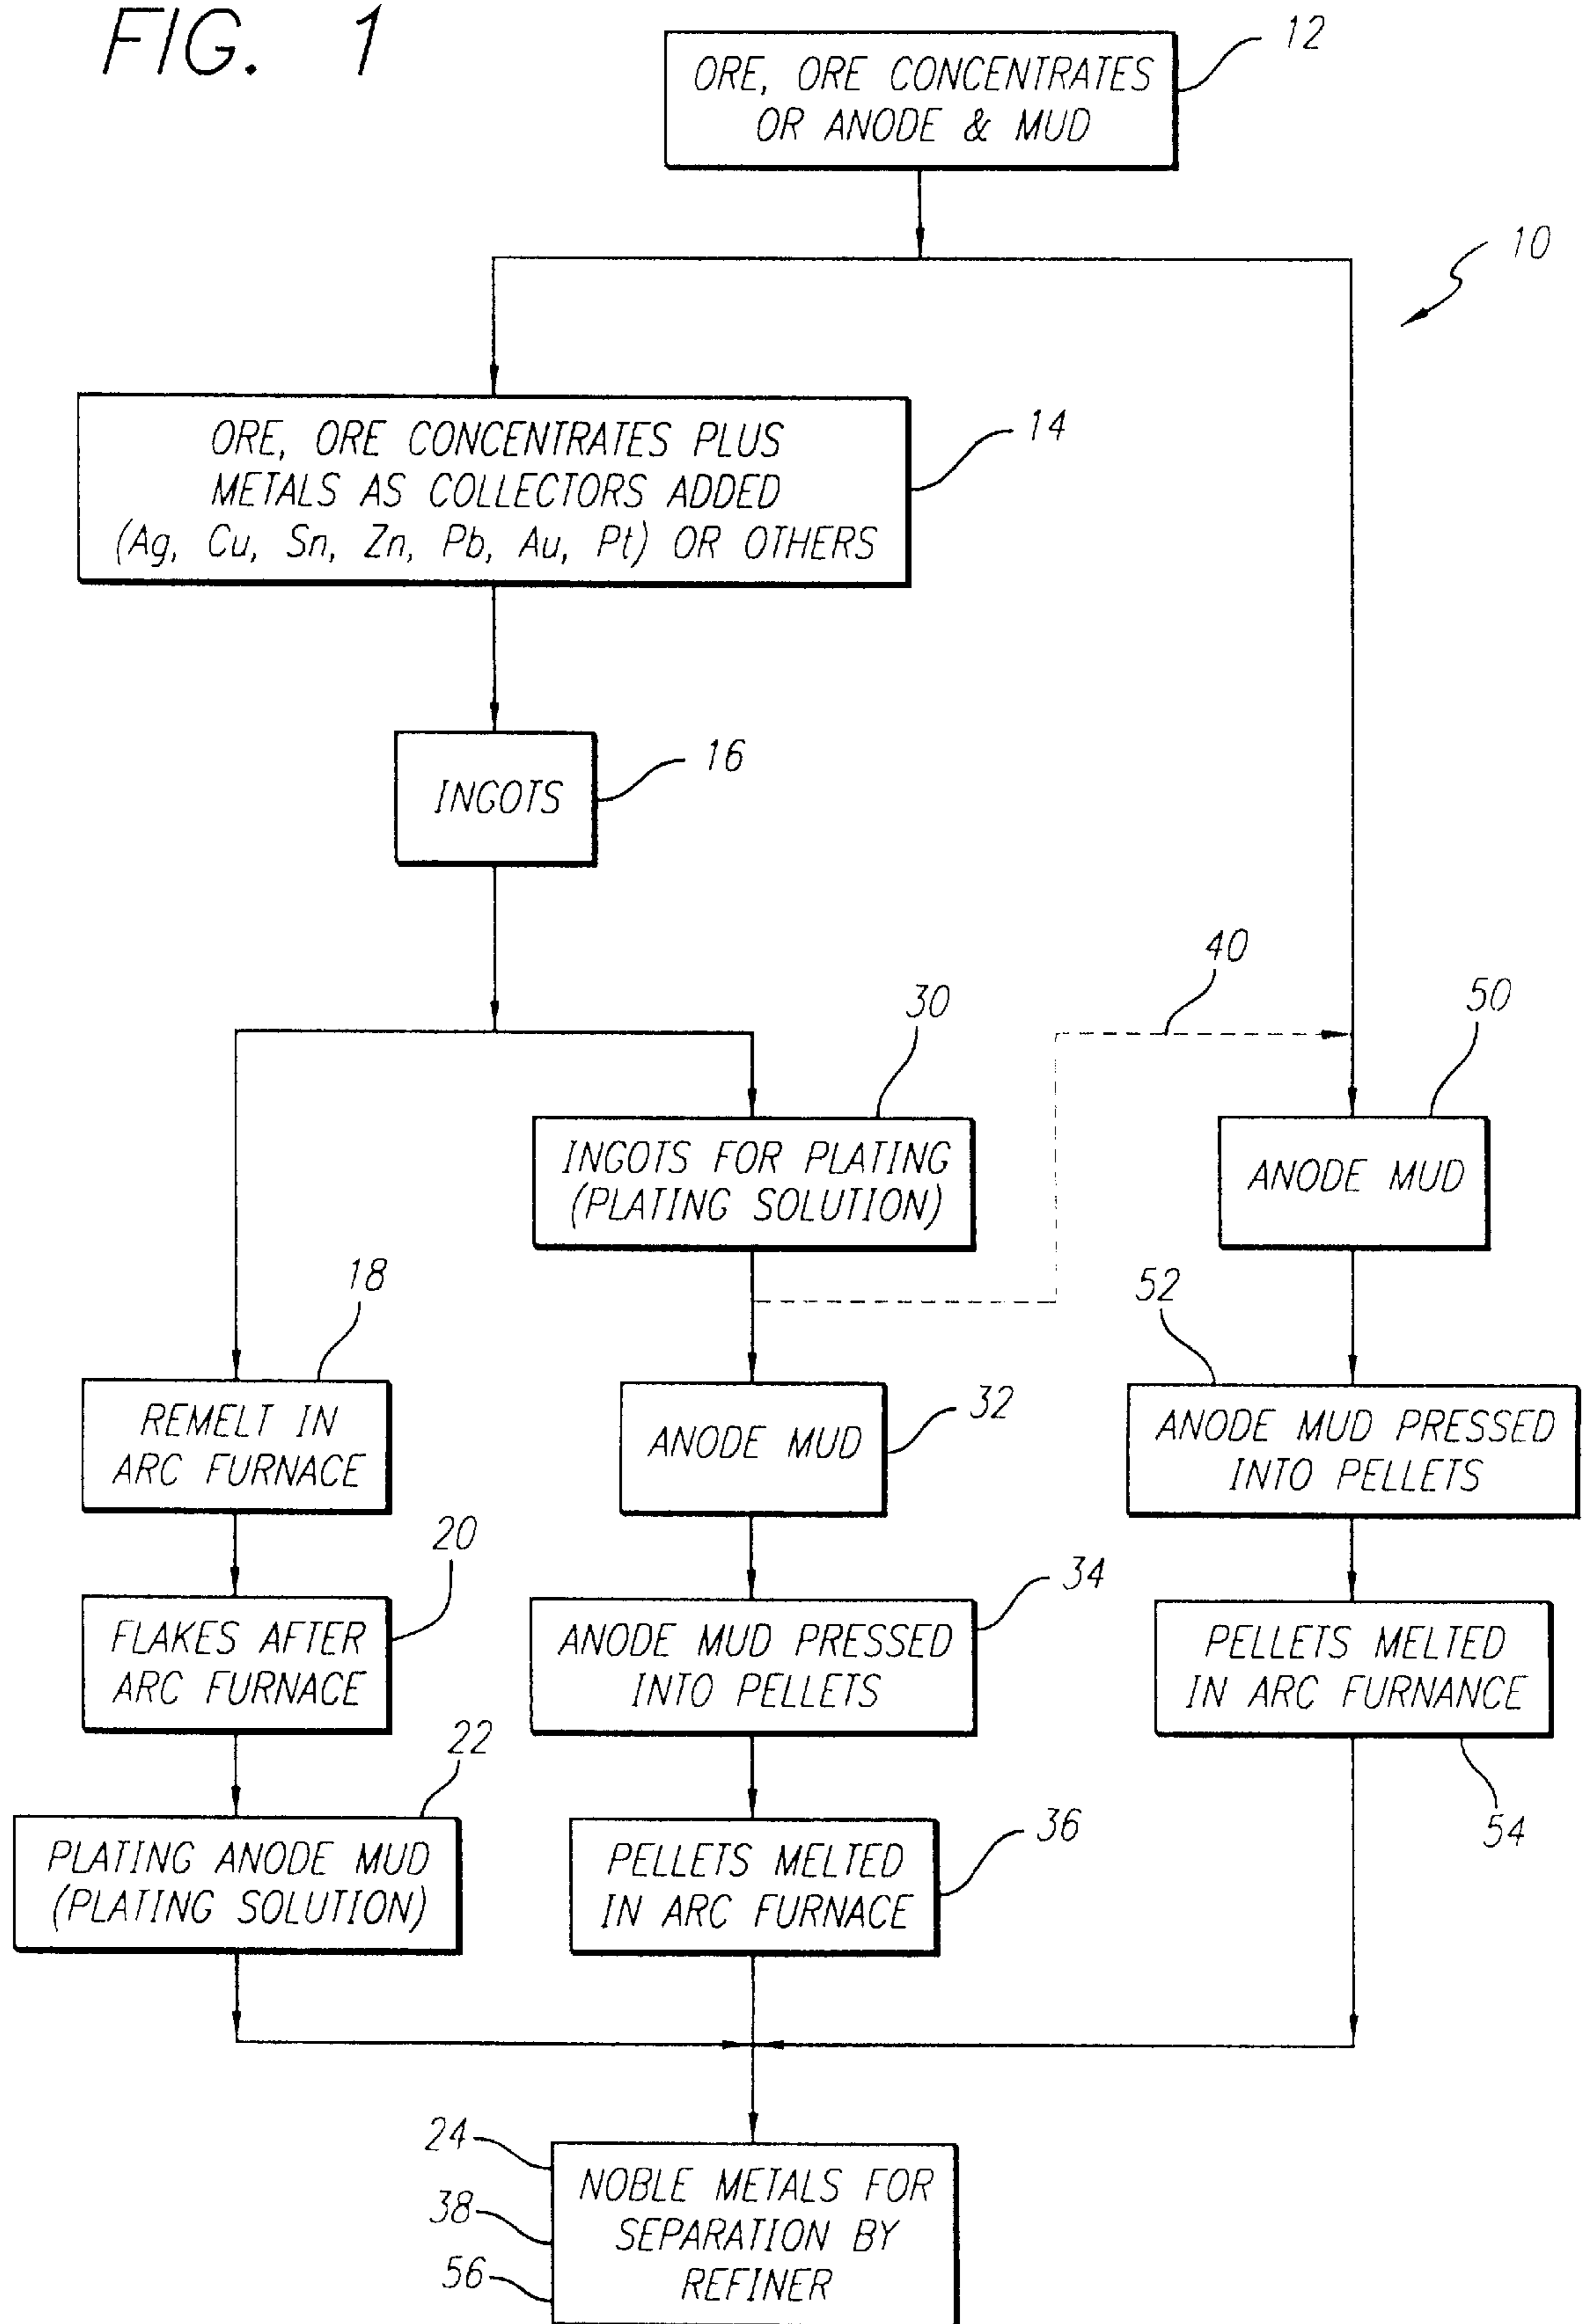 FIG. 1
12
ORE, ORE CONCENTRATES
OR ANODE & MUD
10
ORE, ORE CONCENTRATES PLUS
METALS AS COLLECTORS ADDED
(Ag, Cu, Sn, Zn, Pb, Au, Pt) OR OTHERS
14
INGOTS
16
40
30
50
INGOTS FOR PLATING
(PLATING SOLUTION)
ANODE MUD
18
52
REMELT IN
ARC FURNACE
ANODE MUD
32
ANODE MUD PRESSED
INTO PELLETS
20
FLAKES AFTER
ARC FURNACE
34
ANODE MUD PRESSED
INTO PELLETS
PELLETS MELTED
IN ARC FURNANCE
54
22
PLATING ANODE MUD
(PLATING SOLUTION)
PELLETS MELTED
IN ARC FURNACE
36
24
38
56
NOBLE METALS FOR
SEPARATION BY
REFINER